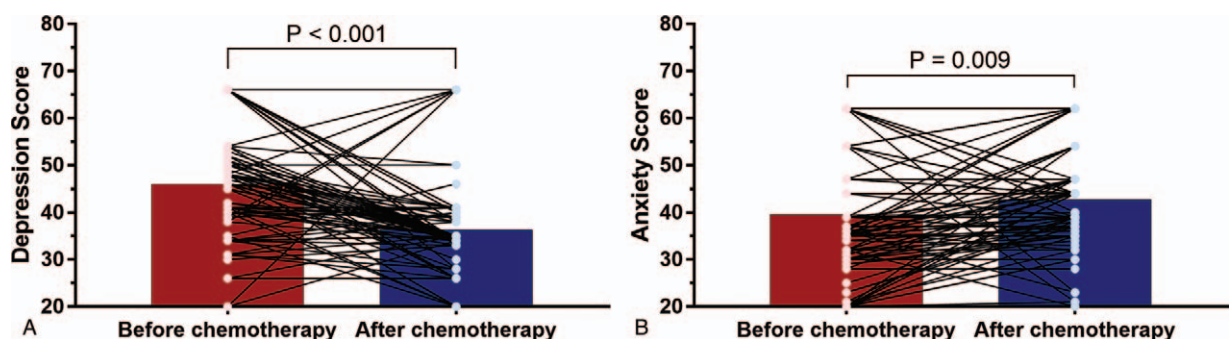 80
70
60
50
40
30
20
Depression Score
P < 0.001
Before chemotherapy
After chemotherapy
A
80
70
60
50
40
30
20
Anxiety Score
P = 0.009
Before chemotherapy
After chemotherapy
B